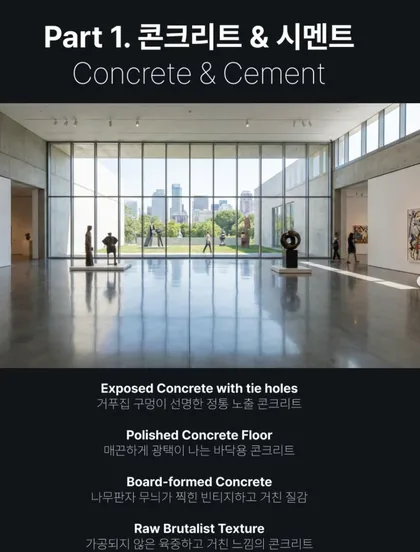 Part 1. 콘크리트 & 시멘트
Concrete & Cement
Exposed Concrete with tie holes
거푸집 구멍이 선명한 정통 노출 콘크리트
Polished Concrete Floor
매끈하게 광택이 나는 바닥용 콘크리트
Board-formed Concrete
나무판자 무늬가 찍힌 빈티지하고 거친 질감
Raw Brutalist Texture
가공되지 않은 육중하고 거친 느낌의 콘크리트